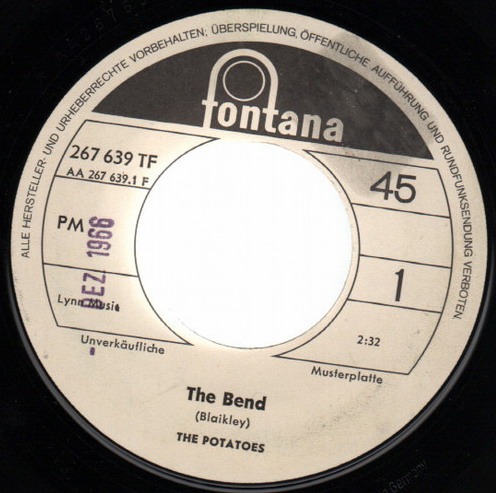 ALLE HERSTELLER- UND URHEBERRECHTE VORBEHALTEN; ÜBERSPIELUNG, ÖFFENTLICHE AUFFÜHRUNG UND RUNDFUNKSENDUNG VERBOTEN
fontana
267 639 TF
AA 267 639.1 F
45
PM
DEZ. 1966
1
Lynn Music
2:32
Unverkäufliche
Musterplatte
The Bend
(Blaikley)
THE POTATOES